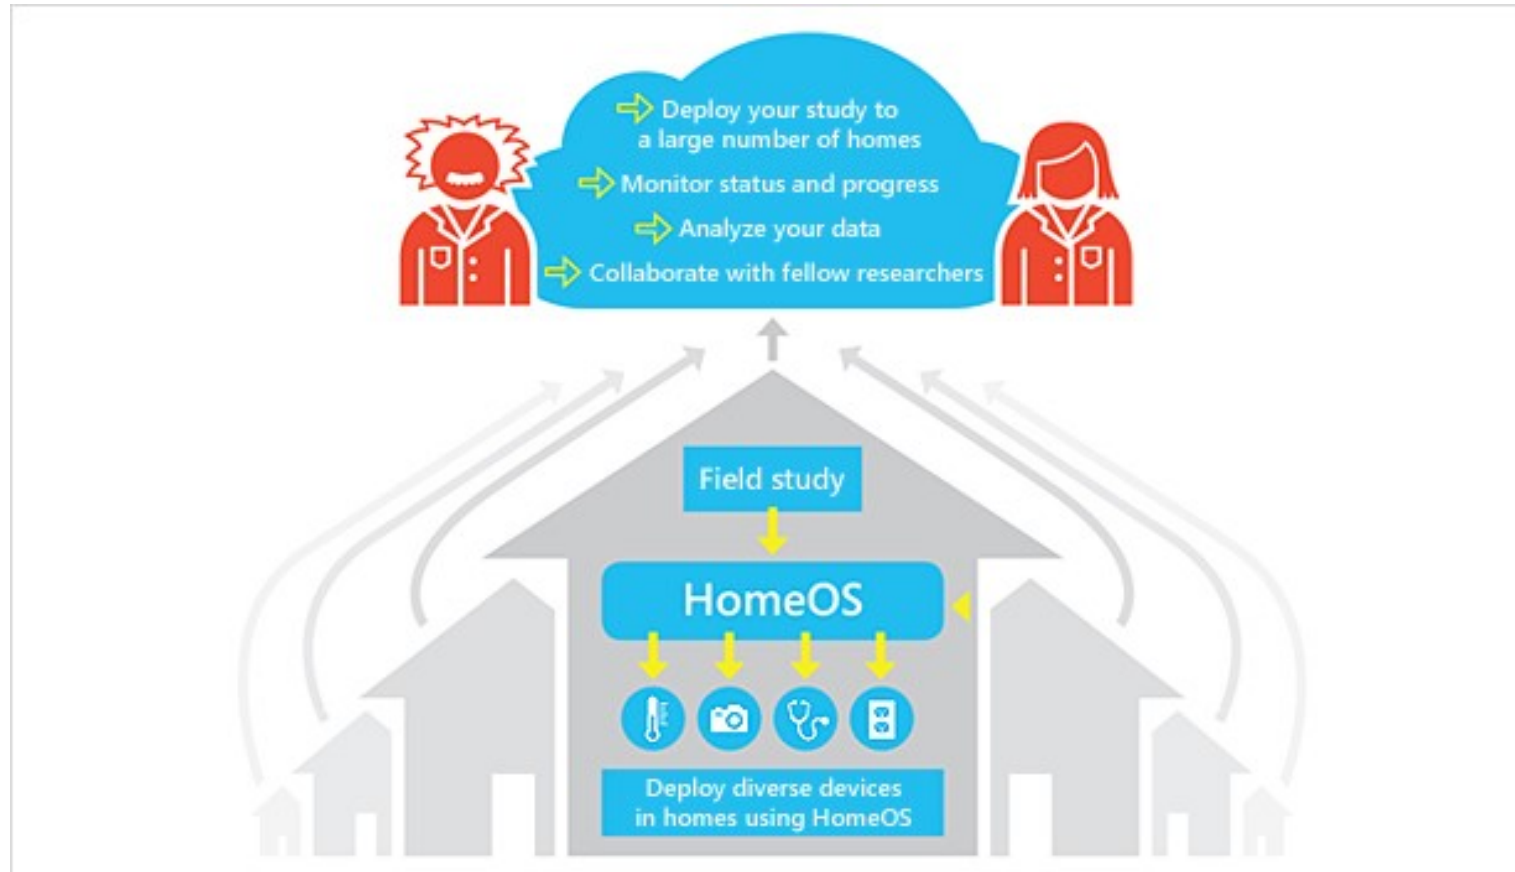 Deploy your study to
a large number of homes
Monitor status and progress
Analyze your data
Collaborate with fellow researchers
Field study
HomeOS
Deploy diverse devices
in homes using HomeOS